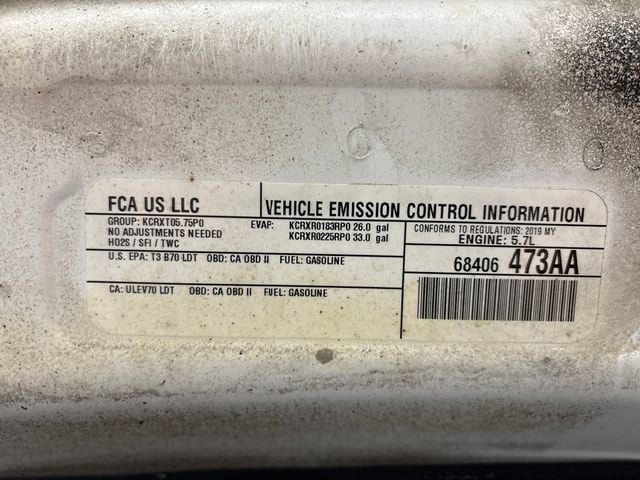 FCA US LLC
VEHICLE EMISSION CONTROL INFORMATION
GROUP: KCRXT05.75P0
NO ADJUSTMENTS NEEDED
HO2S / SFI / TWC
EVAP: KCRXR0183RP0 26.0 gal
KCRXR0225RP0 33.0 gal
CONFORMS TO REGULATIONS: 2019 MY
ENGINE: 5.7L
U.S. EPA: T3 B70 LDT OBD: CA OBD II FUEL: GASOLINE
68406 473AA
CA: ULEV70 LDT OBD: CA OBD II FUEL: GASOLINE